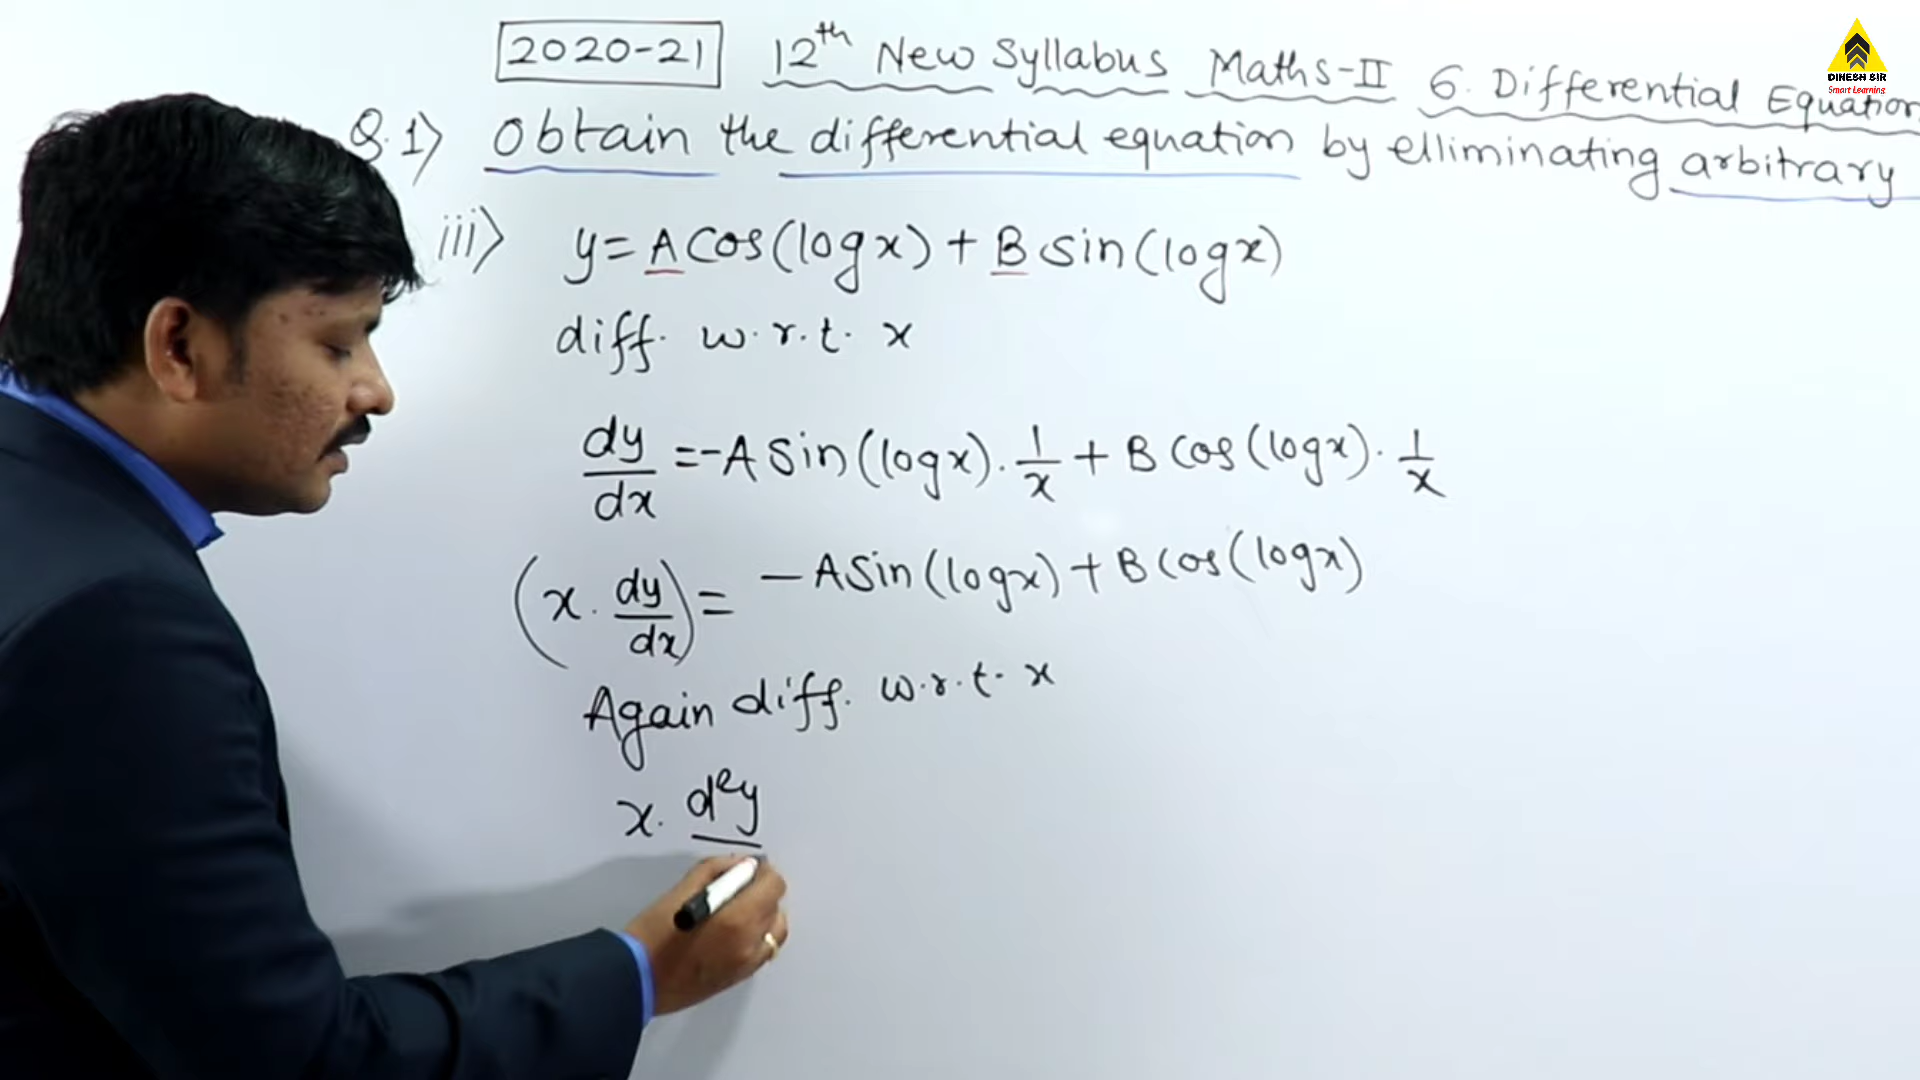 2020-21 12th New Syllabus Maths-II 6. Differential Equation
DINESH SIR
Smart Learning.
Q.1) Obtain the differential equation by elliminating arbitrary
iii) y = A cos(log x) + B sin(log x)
diff. w.r.t. x
dy/dx = -A sin(log x) . 1/x + B cos(log x) . 1/x
(x . dy/dx) = - A sin(log x) + B cos(log x)
Again diff. w.r.t. x
x . d²y